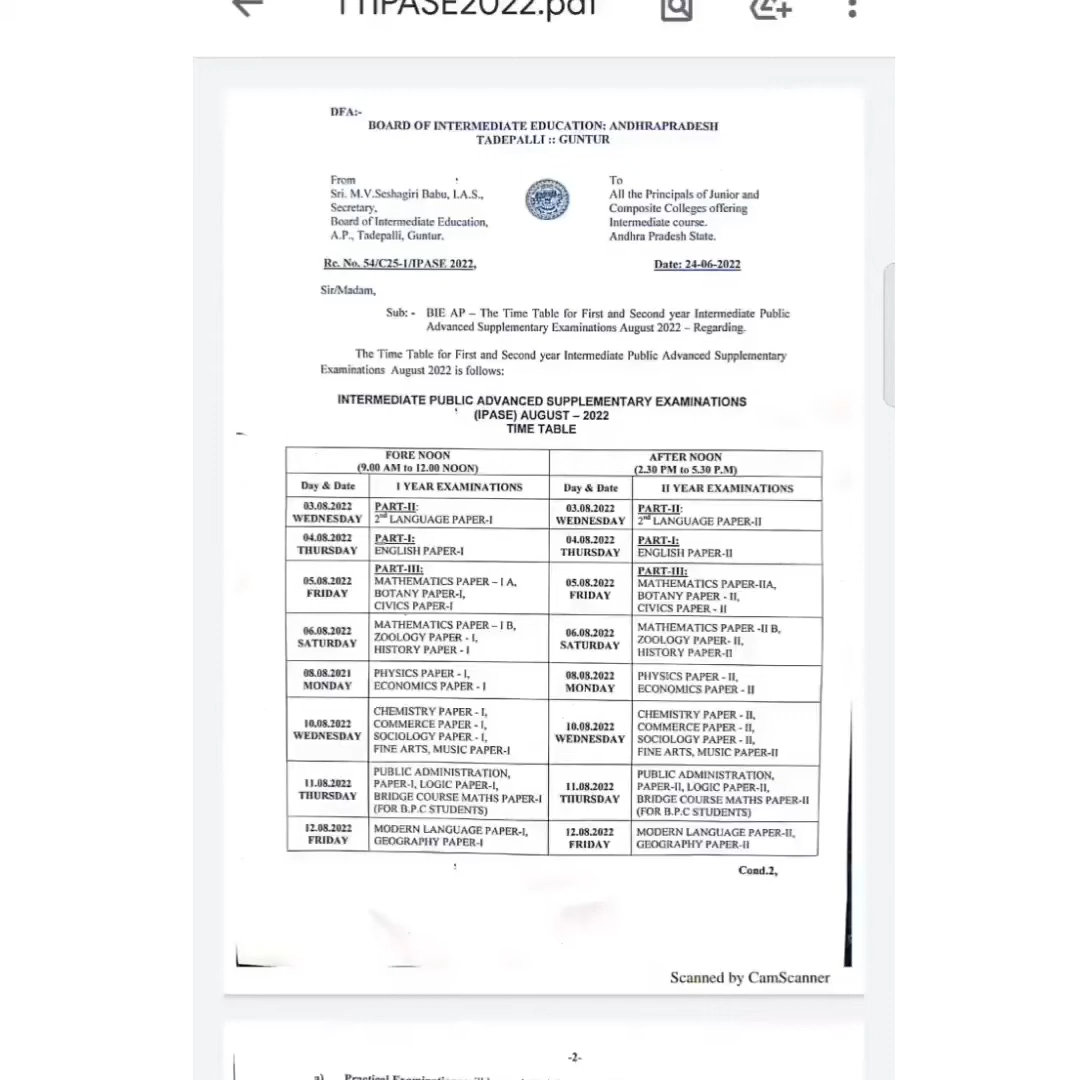 TTIPASE2022.pdf
DFA:-
BOARD OF INTERMEDIATE EDUCATION: ANDHRAPRADESH
TADEPALLI :: GUNTUR
From
Sri. M.V.Seshagiri Babu, I.A.S.,
Secretary,
Board of Intermediate Education,
A.P., Tadepalli, Guntur.
To
All the Principals of Junior and
Composite Colleges offering
Intermediate course.
Andhra Pradesh State.
Rc. No. 54/C25-1/IPASE 2022,
Date: 24-06-2022
Sir/Madam,
Sub: - BIE AP – The Time Table for First and Second year Intermediate Public
Advanced Supplementary Examinations August 2022 – Regarding.
The Time Table for First and Second year Intermediate Public Advanced Supplementary
Examinations August 2022 is follows:
INTERMEDIATE PUBLIC ADVANCED SUPPLEMENTARY EXAMINATIONS
(IPASE) AUGUST – 2022
TIME TABLE
FORE NOON
(9.00 AM to 12.00 NOON)
AFTER NOON
(2.30 PM to 5.30 P.M)
Day & Date
I YEAR EXAMINATIONS
Day & Date
II YEAR EXAMINATIONS
03.08.2022
WEDNESDAY
PART-II:
2nd LANGUAGE PAPER-I
03.08.2022
WEDNESDAY
PART-II:
2nd LANGUAGE PAPER-II
04.08.2022
THURSDAY
PART-I:
ENGLISH PAPER-I
04.08.2022
THURSDAY
PART-I:
ENGLISH PAPER-II
05.08.2022
FRIDAY
PART-III:
MATHEMATICS PAPER – I A,
BOTANY PAPER-I,
CIVICS PAPER-I
05.08.2022
FRIDAY
PART-III:
MATHEMATICS PAPER-IIA,
BOTANY PAPER - II,
CIVICS PAPER - II
06.08.2022
SATURDAY
MATHEMATICS PAPER – I B,
ZOOLOGY PAPER - I,
HISTORY PAPER - I
06.08.2022
SATURDAY
MATHEMATICS PAPER -II B,
ZOOLOGY PAPER- II,
HISTORY PAPER-II
08.08.2021
MONDAY
PHYSICS PAPER - I,
ECONOMICS PAPER - I
08.08.2022
MONDAY
PHYSICS PAPER - II,
ECONOMICS PAPER - II
10.08.2022
WEDNESDAY
CHEMISTRY PAPER - I,
COMMERCE PAPER - I,
SOCIOLOGY PAPER - I,
FINE ARTS, MUSIC PAPER-I
10.08.2022
WEDNESDAY
CHEMISTRY PAPER - II,
COMMERCE PAPER - II,
SOCIOLOGY PAPER - II,
FINE ARTS, MUSIC PAPER-II
11.08.2022
THURSDAY
PUBLIC ADMINISTRATION,
PAPER-I, LOGIC PAPER-I,
BRIDGE COURSE MATHS PAPER-I
(FOR B.P.C STUDENTS)
11.08.2022
THURSDAY
PUBLIC ADMINISTRATION,
PAPER-II, LOGIC PAPER-II,
BRIDGE COURSE MATHS PAPER-II
(FOR B.P.C STUDENTS)
12.08.2022
FRIDAY
MODERN LANGUAGE PAPER-I,
GEOGRAPHY PAPER-I
12.08.2022
FRIDAY
MODERN LANGUAGE PAPER-II,
GEOGRAPHY PAPER-II
Cond.2,
Scanned by CamScanner
-2-
a) Practical